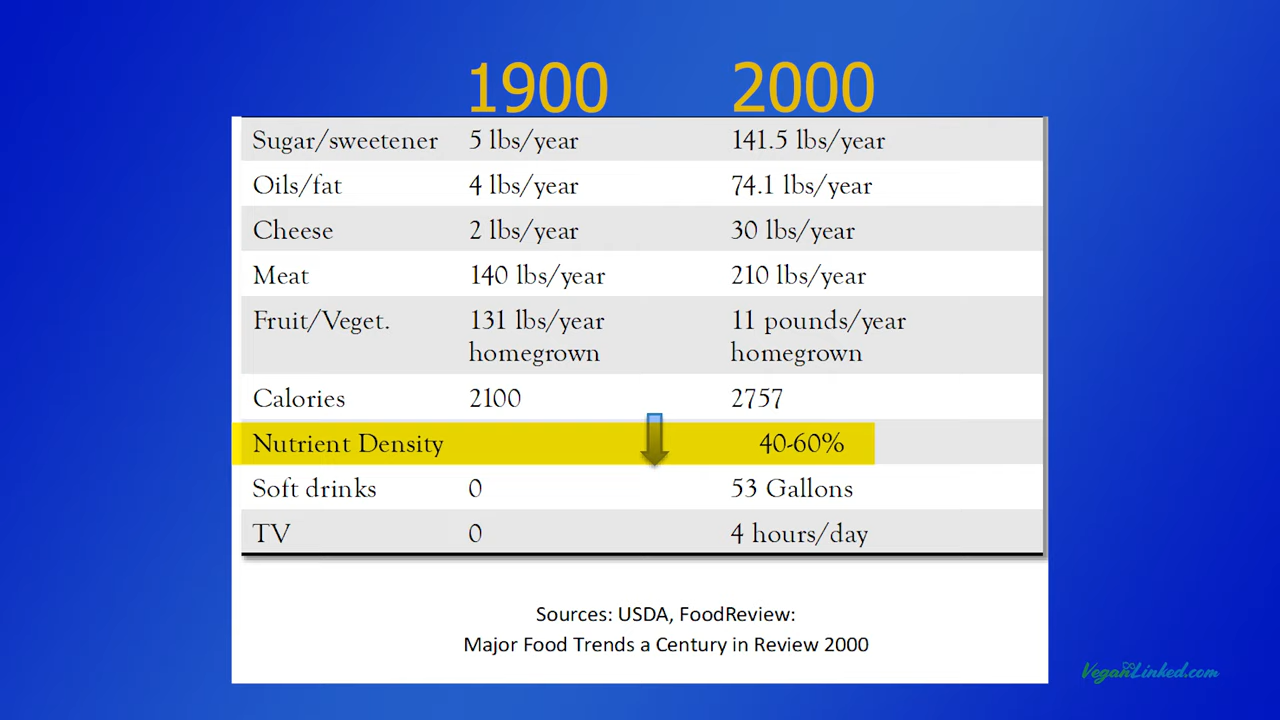 1900 2000
Sugar/sweetener 5 lbs/year 141.5 lbs/year
Oils/fat 4 lbs/year 74.1 lbs/year
Cheese 2 lbs/year 30 lbs/year
Meat 140 lbs/year 210 lbs/year
Fruit/Veget. 131 lbs/year 11 pounds/year
homegrown homegrown
Calories 2100 2757
Nutrient Density 40-60%
Soft drinks 0 53 Gallons
TV 0 4 hours/day
Sources: USDA, FoodReview:
Major Food Trends a Century in Review 2000
VeganLinked.com